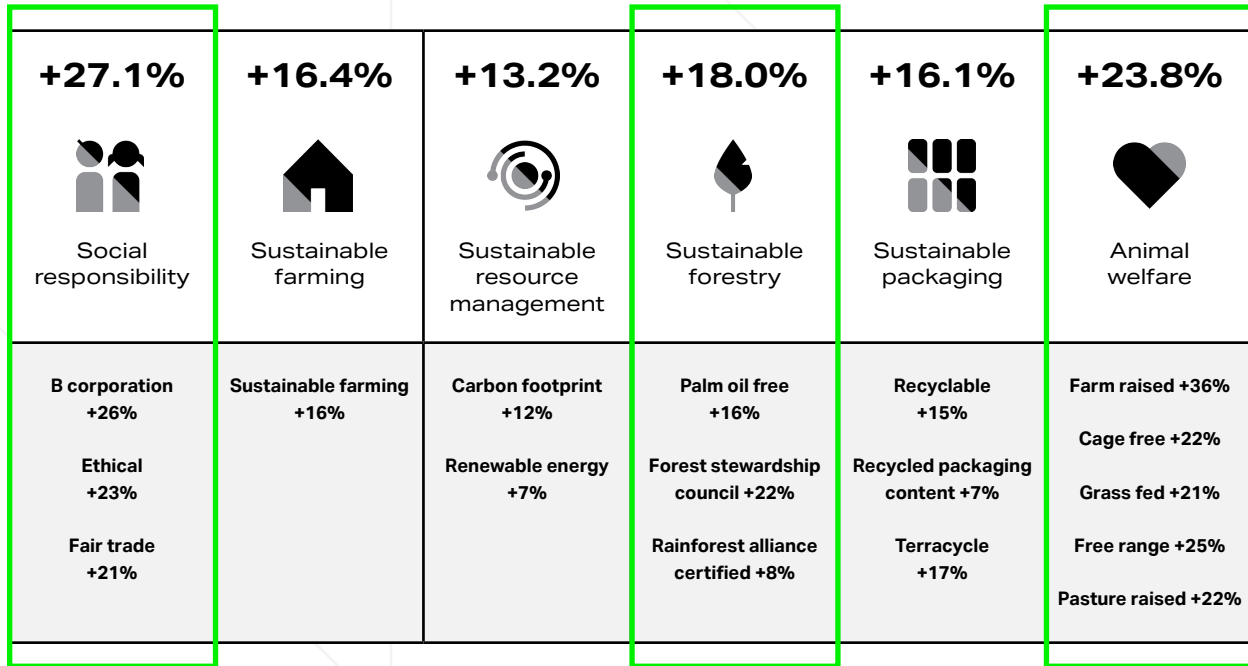 +27.1%
+16.4%
+13.2%
+18.0%
+16.1%
+23.8%
Social
responsibility
Sustainable
farming
Sustainable
resource
management
Sustainable
forestry
Sustainable
packaging
Animal
welfare
B corporation
+26%
Ethical
+23%
Fair trade
+21%
Sustainable farming
+16%
Carbon footprint
+12%
Renewable energy
+7%
Palm oil free
+16%
Forest stewardship
council +22%
Rainforest alliance
certified +8%
Recyclable
+15%
Recycled packaging
content +7%
Terracycle
+17%
Farm raised +36%
Cage free +22%
Grass fed +21%
Free range +25%
Pasture raised +22%